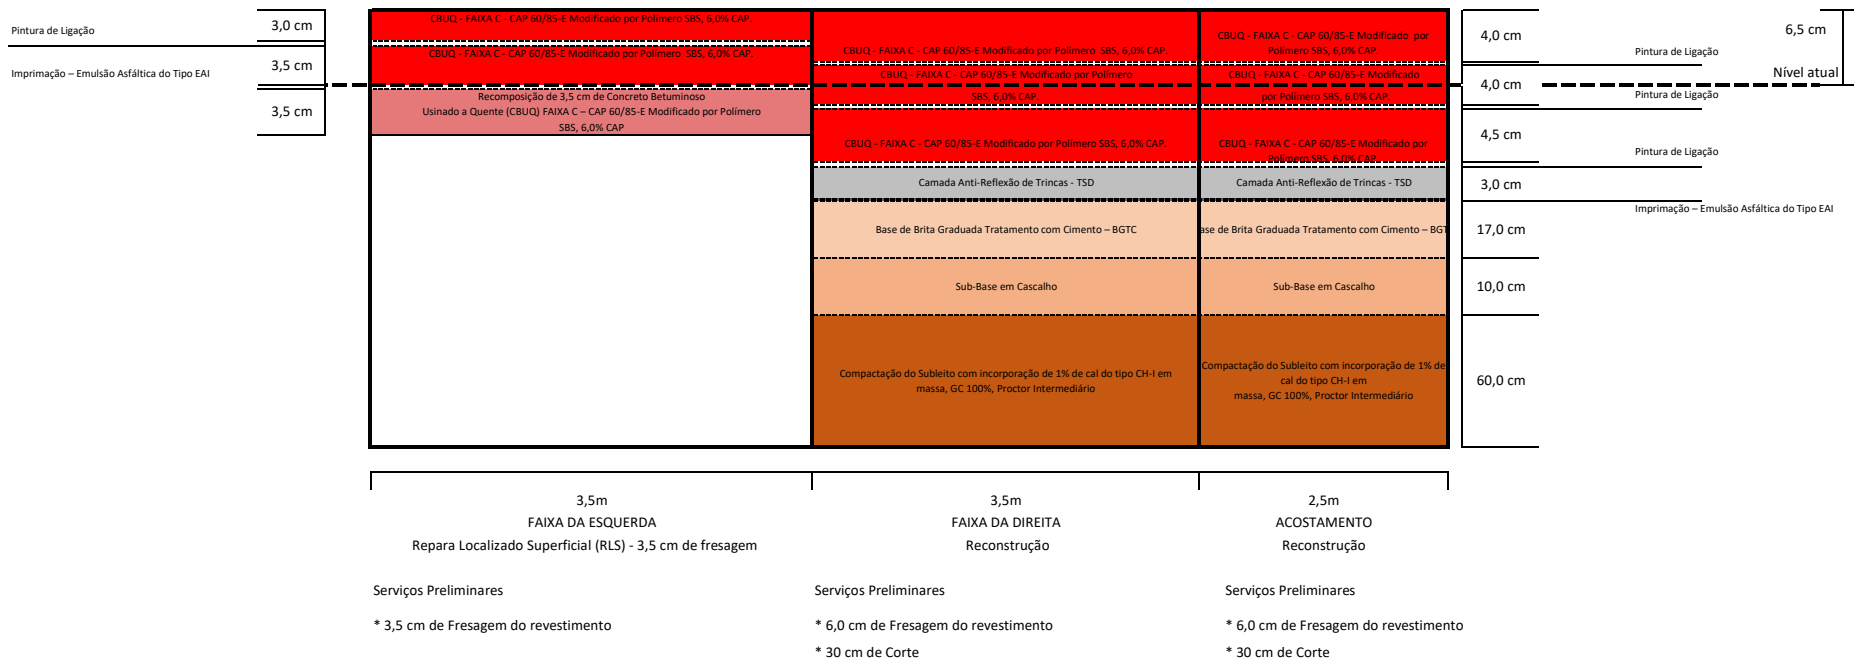 Pintura de Ligação
Imprimação – Emulsão Asfáltica do Tipo EAI
3,0 cm
3,5 cm
3,5 cm
CBUQ - FAIXA C - CAP 60/85-E Modificado por Polímero SBS, 6,0% CAP.
CBUQ - FAIXA C - CAP 60/85-E Modificado por Polímero SBS, 6,0% CAP.
Recomposição de 3,5 cm de Concreto Betuminoso
Usinado a Quente (CBUQ) FAIXA C – CAP 60/85-E Modificado por Polímero
SBS, 6,0% CAP
CBUQ - FAIXA C - CAP 60/85-E Modificado por Polímero SBS, 6,0% CAP.
CBUQ - FAIXA C - CAP 60/85-E Modificado por Polímero
SBS, 6,0% CAP.
CBUQ - FAIXA C - CAP 60/85-E Modificado por Polímero SBS, 6,0% CAP.
Camada Anti-Reflexão de Trincas - TSD
Base de Brita Graduada Tratamento com Cimento – BGTC
Sub-Base em Cascalho
Compactação do Subleito com incorporação de 1% de cal do tipo CH-I em
massa, GC 100%, Proctor Intermediário
CBUQ - FAIXA C - CAP 60/85-E Modificado por
Polímero SBS, 6,0% CAP.
CBUQ - FAIXA C - CAP 60/85-E Modificado
por Polímero SBS, 6,0% CAP.
CBUQ - FAIXA C - CAP 60/85-E Modificado por
Polímero SBS, 6,0% CAP.
Camada Anti-Reflexão de Trincas - TSD
ase de Brita Graduada Tratamento com Cimento – BGT
Sub-Base em Cascalho
Compactação do Subleito com incorporação de 1% de
cal do tipo CH-I em
massa, GC 100%, Proctor Intermediário
4,0 cm
4,0 cm
4,5 cm
3,0 cm
17,0 cm
10,0 cm
60,0 cm
Pintura de Ligação
Pintura de Ligação
Pintura de Ligação
Imprimação – Emulsão Asfáltica do Tipo EAI
6,5 cm
Nível atual
3,5m
FAIXA DA ESQUERDA
Repara Localizado Superficial (RLS) - 3,5 cm de fresagem
3,5m
FAIXA DA DIREITA
Reconstrução
2,5m
ACOSTAMENTO
Reconstrução
Serviços Preliminares
* 3,5 cm de Fresagem do revestimento
Serviços Preliminares
* 6,0 cm de Fresagem do revestimento
* 30 cm de Corte
Serviços Preliminares
* 6,0 cm de Fresagem do revestimento
* 30 cm de Corte